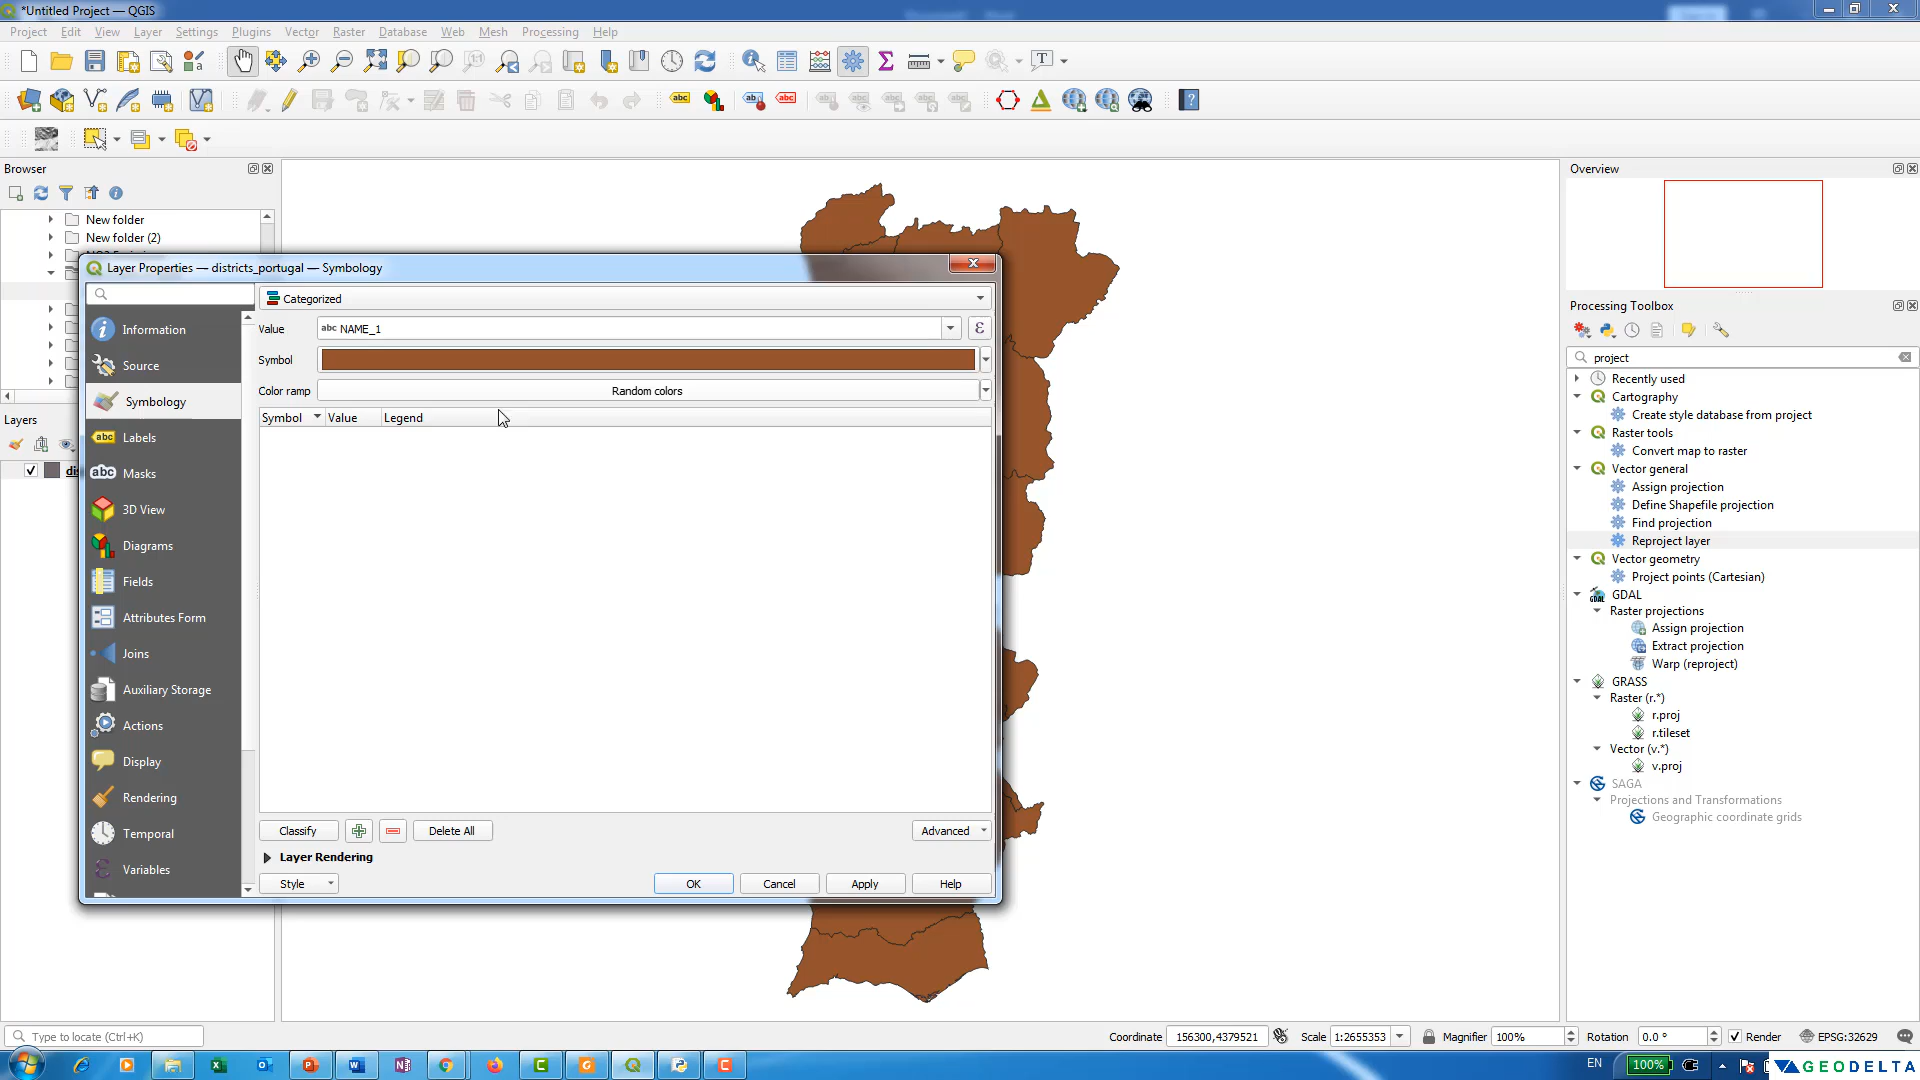 *Untitled Project — QGIS
Project Edit View Layer Settings Plugins Vector Raster Database Web Mesh Processing Help
Browser
New folder
New folder (2)
Layers
Layer Properties — districts_portugal — Symbology
Information
Source
Symbology
Labels
Masks
3D View
Diagrams
Fields
Attributes Form
Joins
Auxiliary Storage
Actions
Display
Rendering
Temporal
Variables
Categorized
Value abc NAME_1
Symbol
Color ramp Random colors
Symbol Value Legend
Classify Delete All Advanced
Layer Rendering
Style OK Cancel Apply Help
Overview
Processing Toolbox
project
Recently used
Cartography
Create style database from project
Raster tools
Convert map to raster
Vector general
Assign projection
Define Shapefile projection
Find projection
Reproject layer
Vector geometry
Project points (Cartesian)
GDAL
Raster projections
Assign projection
Extract projection
Warp (reproject)
GRASS
Raster (r.*)
r.proj
r.tileset
Vector (v.*)
v.proj
SAGA
Projections and Transformations
Geographic coordinate grids
Type to locate (Ctrl+K)
Coordinate 156300,4379521 Scale 1:2655353 Magnifier 100% Rotation 0.0 ° Render EPSG:32629
EN 100% GEODELTA